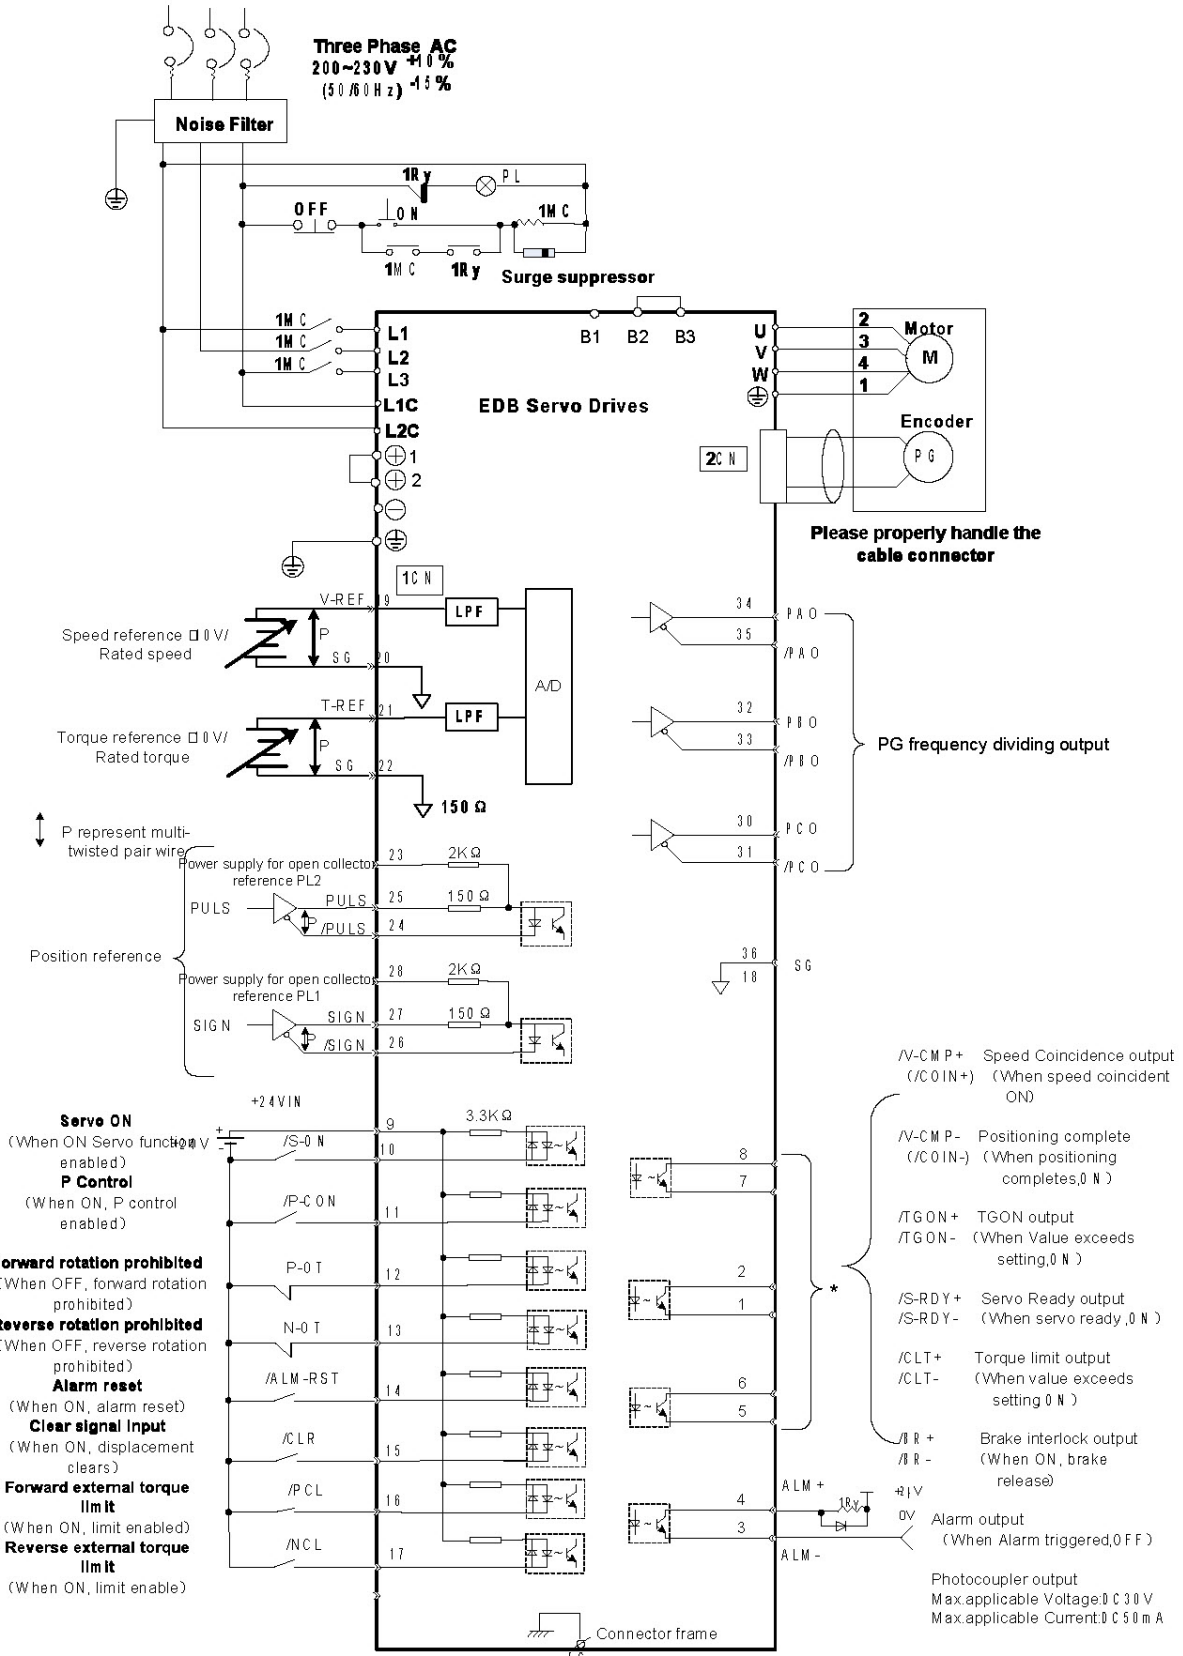 Three Phase AC
200~230V +10%
(50/60Hz) -15%
Noise Filter
1Ry
PL
OFF
ON
1MC
1MC
1Ry
Surge suppressor
1MC
1MC
1MC
L1
L2
L3
L1C
L2C
1
2
B1
B2
B3
EDB Servo Drives
U
V
W
2
3
4
1
Motor
M
Encoder
PG
2CN
Please properly handle the
cable connector
1CN
Speed reference □0V/
Rated speed
V-REF
19
P
SG
20
LPF
A/D
Torque reference □0V/
Rated torque
T-REF
21
P
SG
22
LPF
150Ω
P represent multi-
twisted pair wire
34
PAO
35
/PAO
32
PBO
33
/PBO
30
PCO
31
/PCO
PG frequency dividing output
Position reference
Power supply for open collector
reference PL2
23
2KΩ
PULS
PULS
25
150Ω
P
/PULS
24
Power supply for open collecto
reference PL1
28
2KΩ
SIGN
SIGN
27
150Ω
P
/SIGN
26
36
18
SG
+24VIN
9
3.3KΩ
Servo ON
(When ON Servo function
enabled)
+
-
/S-ON
10
P Control
(When ON, P control
enabled)
/P-CON
11
orward rotation prohibited
(When OFF, forward rotation
prohibited)
P-OT
12
everse rotation prohibited
(When OFF, reverse rotation
prohibited)
N-OT
13
Alarm reset
(When ON, alarm reset)
/ALM-RST
14
Clear signal Input
(When ON, displacement
clears)
/CLR
15
Forward external torque
limit
(When ON, limit enabled)
/PCL
16
Reverse external torque
limit
(When ON, limit enable)
/NCL
17
8
7
2
1
6
5
4
3
*
/V-CMP+ Speed Coincidence output
(/COIN+) (When speed coincident
ON)
/V-CMP- Positioning complete
(/COIN-) (When positioning
completes,ON)
/TGON+ TGON output
/TGON- (When Value exceeds
setting,ON)
/S-RDY+ Servo Ready output
/S-RDY- (When servo ready ,ON)
/CLT+ Torque limit output
/CLT- (When value exceeds
setting ON)
/BR+ Brake interlock output
/BR- (When ON, brake
release)
ALM+
1Ry
0V
ALM-
Alarm output
(When Alarm triggered,OFF)
Photocoupler output
Max.applicable Voltage:DC30V
Max.applicable Current:DC50mA
Connector frame